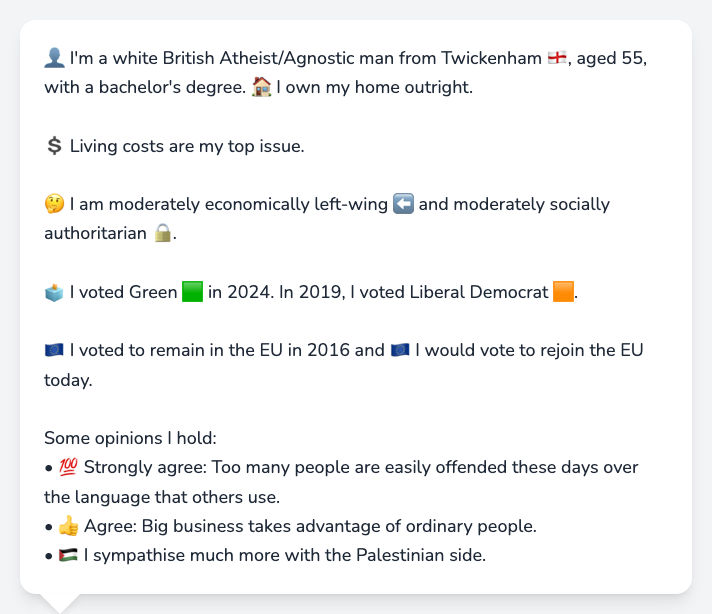 👤 I'm a white British Atheist/Agnostic man from Twickenham 🏴󠁧󠁢󠁥󠁮󠁧󠁿, aged 55,
with a bachelor's degree. 🏠 I own my home outright.
💲 Living costs are my top issue.
🤔 I am moderately economically left-wing ⬅️ and moderately socially
authoritarian 🔒.
🗳️ I voted Green 🟩 in 2024. In 2019, I voted Liberal Democrat 🟧.
🇪🇺 I voted to remain in the EU in 2016 and 🇪🇺 I would vote to rejoin the EU
today.
Some opinions I hold:
• 💯 Strongly agree: Too many people are easily offended these days over
the language that others use.
• 👍 Agree: Big business takes advantage of ordinary people.
• 🇵🇸 I sympathise much more with the Palestinian side.